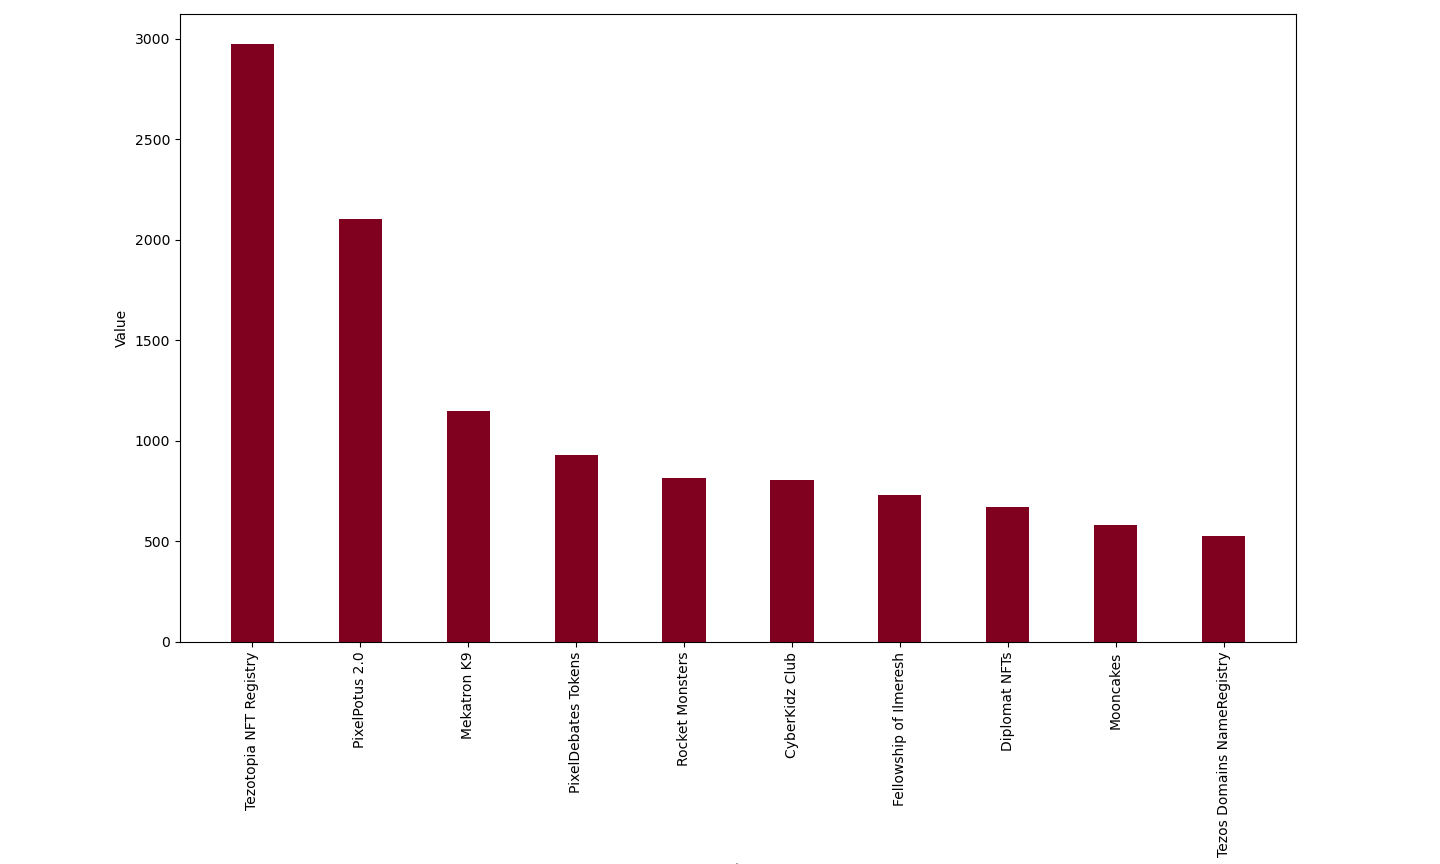 3000
2500
2000
1500
1000
500
0
Value
Tezotopia NFT Registry
PixelPotus 2.0
Mekatron K9
PixelDebates Tokens
Rocket Monsters
CyberKidz Club
Fellowship of Ilmeresh
Diplomat NFTs
Mooncakes
Tezos Domains NameRegistry